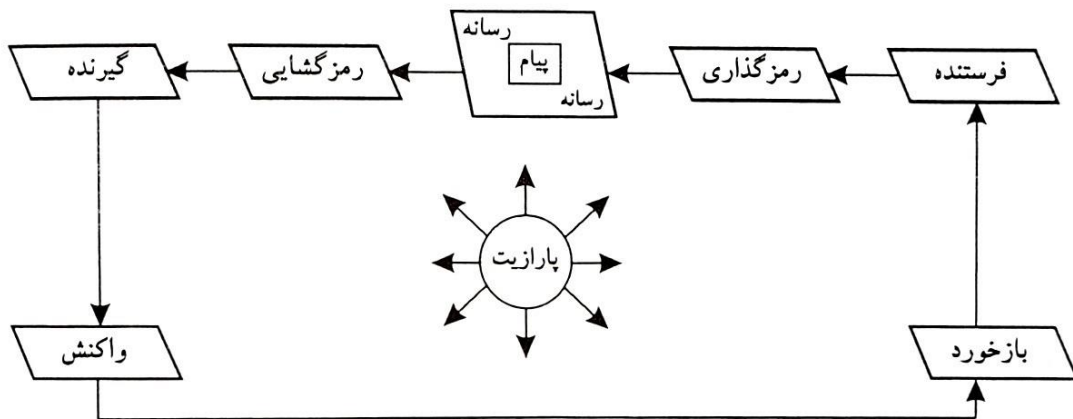 فرستنده
رمزگذاری
رسانه
پیام
رسانه
رمزگشایی
گیرنده
پارازیت
واکنش
بازخورد